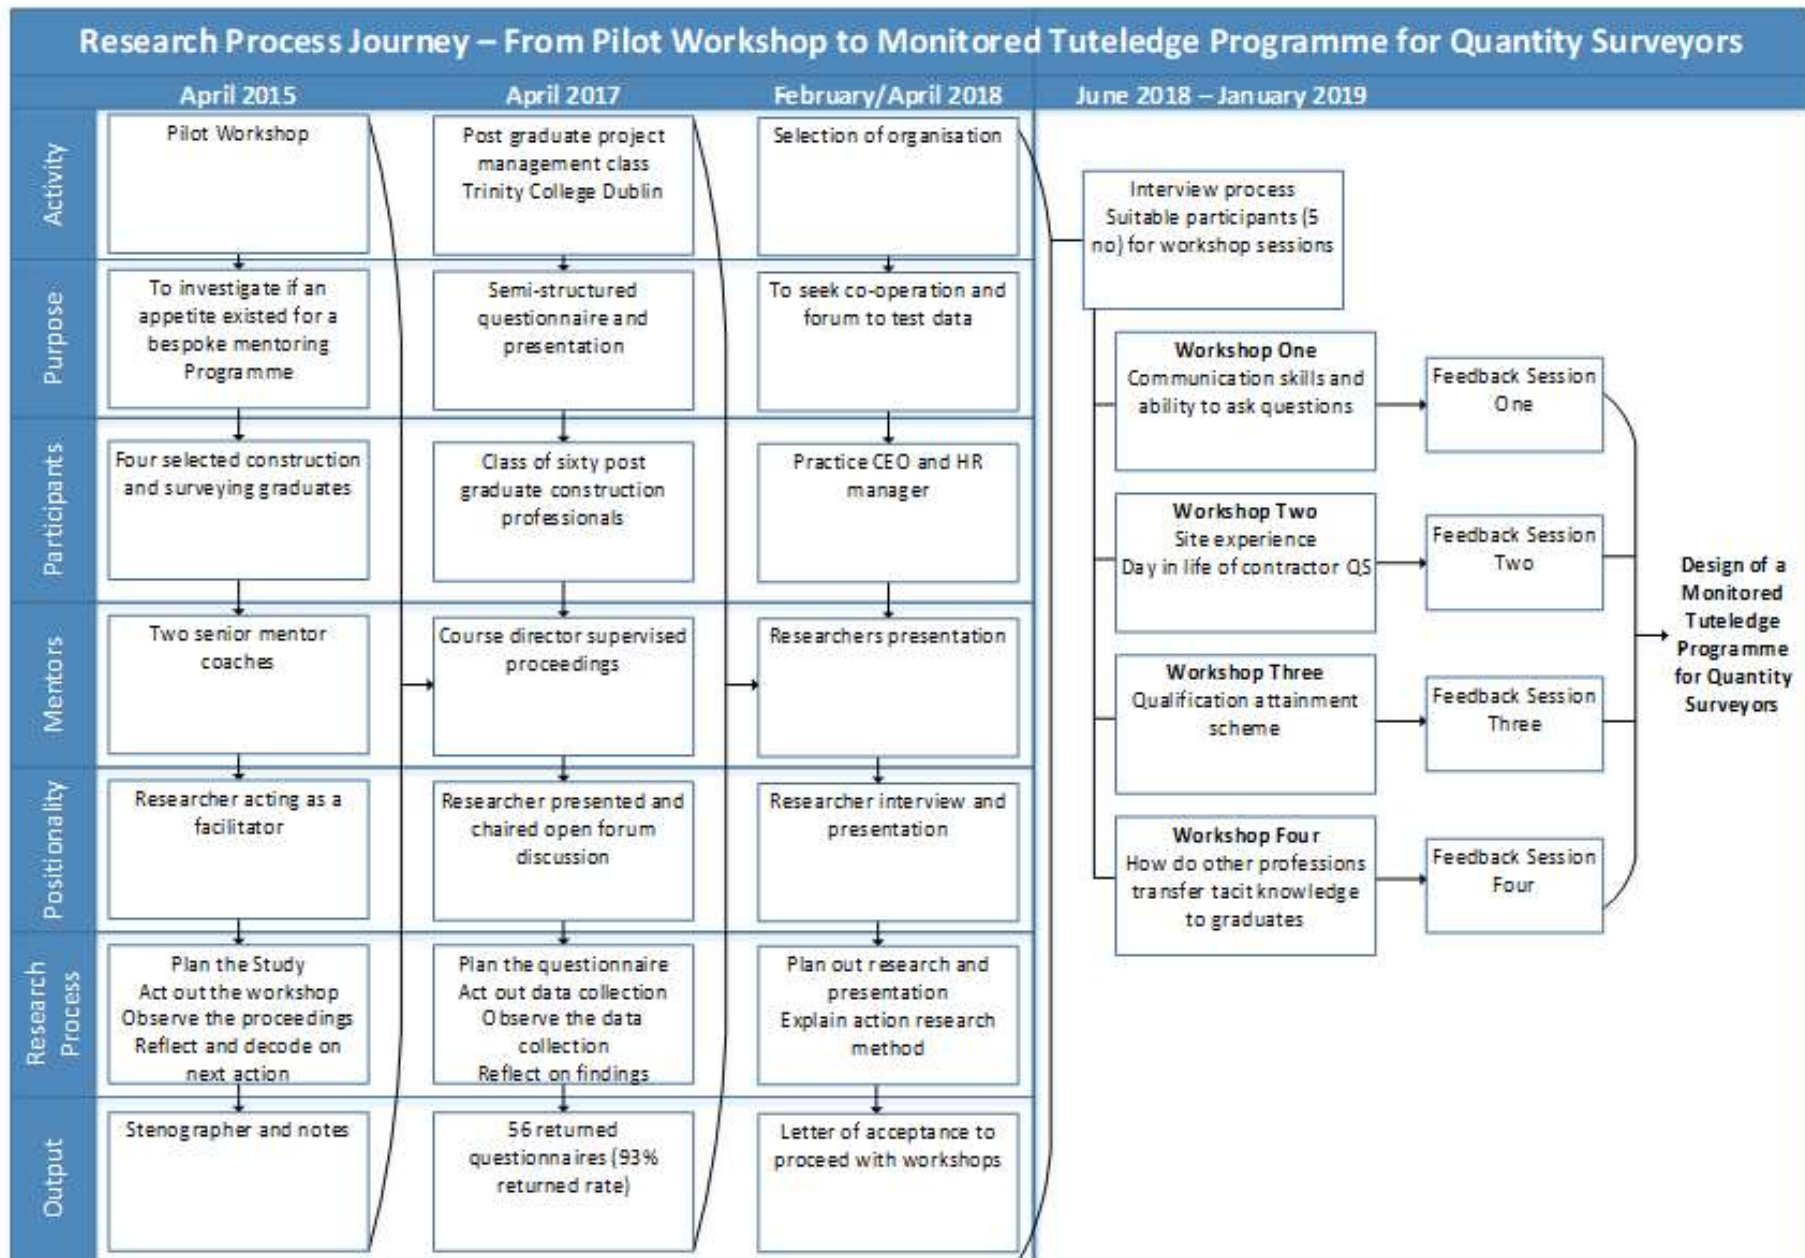 Research Process Journey – From Pilot Workshop to Monitored Tuteledge Programme for Quantity Surveyors
April 2015
April 2017
February/April 2018
June 2018 – January 2019
Activity
Pilot Workshop
Post graduate project
management class
Trinity College Dublin
Selection of organisation
Purpose
To investigate if an
appetite existed for a
bespoke mentoring
Programme
Semi-structured
questionnaire and
presentation
To seek co-operation and
forum to test data
Participants
Four selected construction
and surveying graduates
Class of sixty post
graduate construction
professionals
Practice CEO and HR
manager
Mentors
Two senior mentor
coaches
Course director supervised
proceedings
Researchers presentation
Positionality
Researcher acting as a
facilitator
Researcher presented and
chaired open forum
discussion
Researcher interview and
presentation
Research
Process
Plan the Study
Act out the workshop
Observe the proceedings
Reflect and decode on
next action
Plan the questionnaire
Act out data collection
Observe the data
collection
Reflect on findings
Plan out research and
presentation
Explain action research
method
Output
Stenographer and notes
56 returned
questionnaires (93%
returned rate)
Letter of acceptance to
proceed with workshops
Interview process
Suitable participants (5
no) for workshop sessions
Workshop One
Communication skills and
ability to ask questions
Feedback Session
One
Workshop Two
Site experience
Day in life of contractor QS
Feedback Session
Two
Workshop Three
Qualification attainment
scheme
Feedback Session
Three
Workshop Four
How do other professions
transfer tacit knowledge
to graduates
Feedback Session
Four
Design of a
Monitored
Tuteledge
Programme
for Quantity
Surveyors